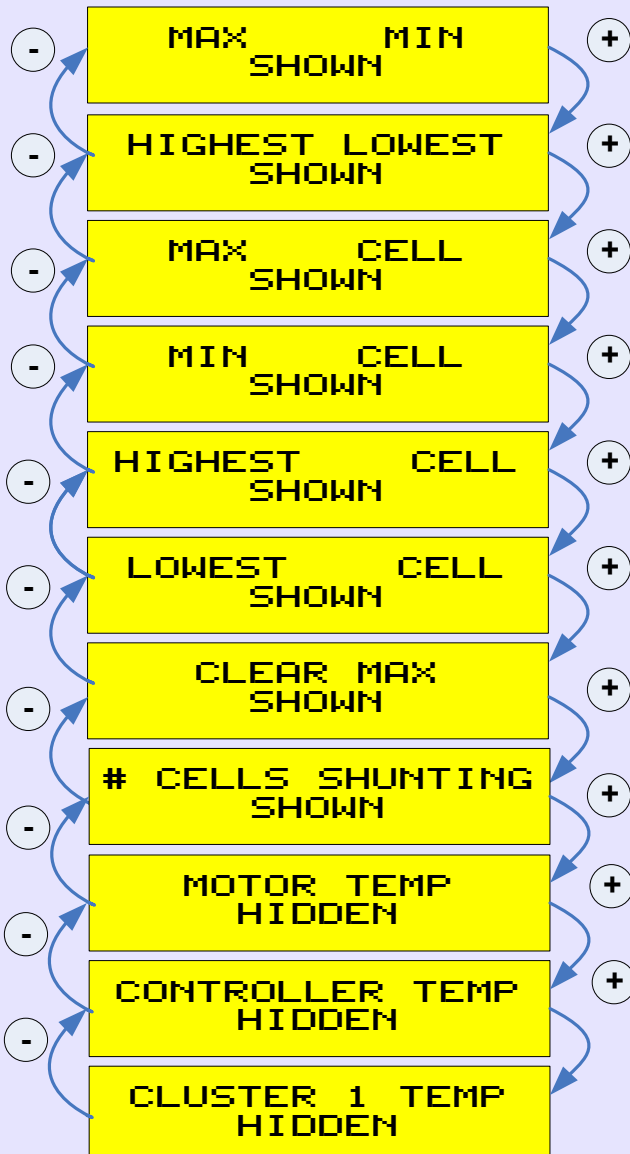 - MAX MIN +
SHOWN
- HIGHEST LOWEST +
SHOWN
- MAX CELL +
SHOWN
- MIN CELL +
SHOWN
- HIGHEST CELL +
SHOWN
- LOWEST CELL +
SHOWN
- CLEAR MAX +
SHOWN
- # CELLS SHUNTING +
SHOWN
- MOTOR TEMP +
HIDDEN
- CONTROLLER TEMP +
HIDDEN
CLUSTER 1 TEMP
HIDDEN